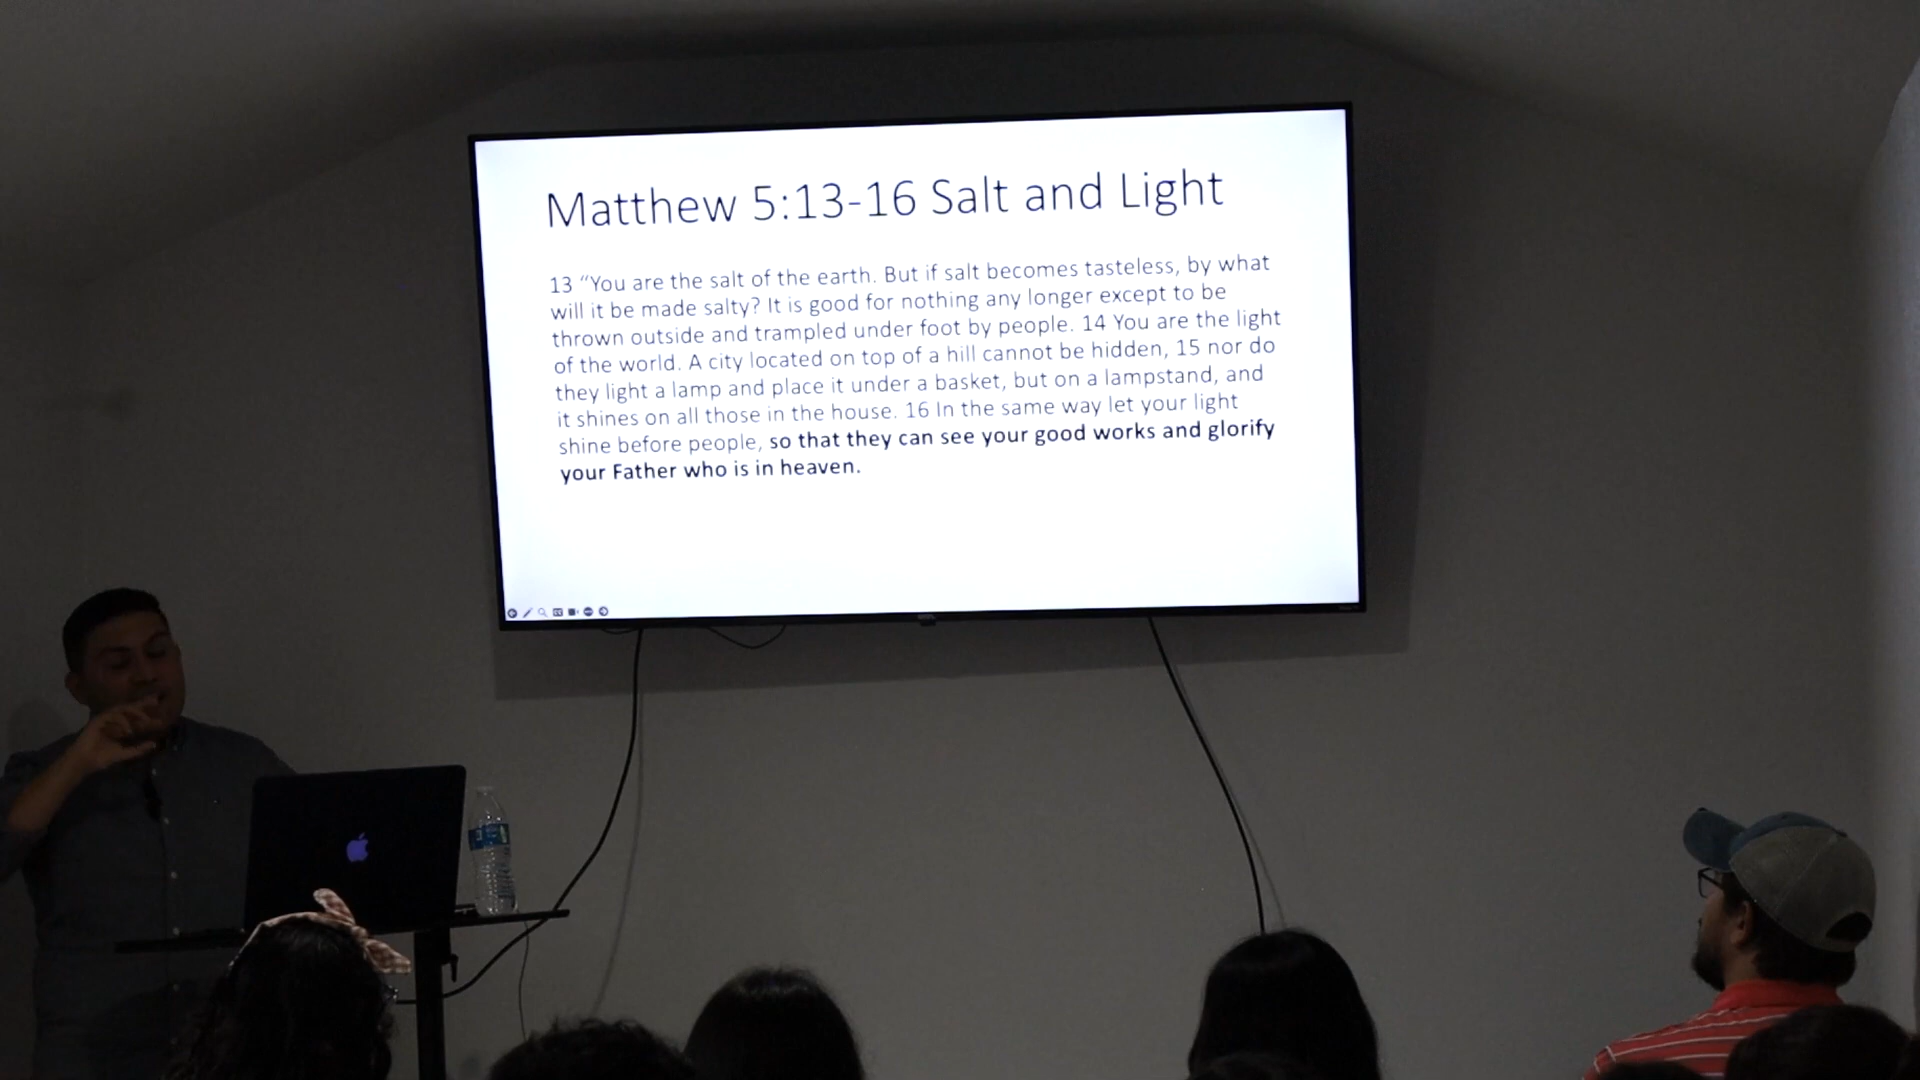 Matthew 5:13-16 Salt and Light
13 “You are the salt of the earth. But if salt becomes tasteless, by what
will it be made salty? It is good for nothing any longer except to be
thrown outside and trampled under foot by people. 14 You are the light
of the world. A city located on top of a hill cannot be hidden, 15 nor do
they light a lamp and place it under a basket, but on a lampstand, and
it shines on all those in the house. 16 In the same way let your light
shine before people, so that they can see your good works and glorify
your Father who is in heaven.